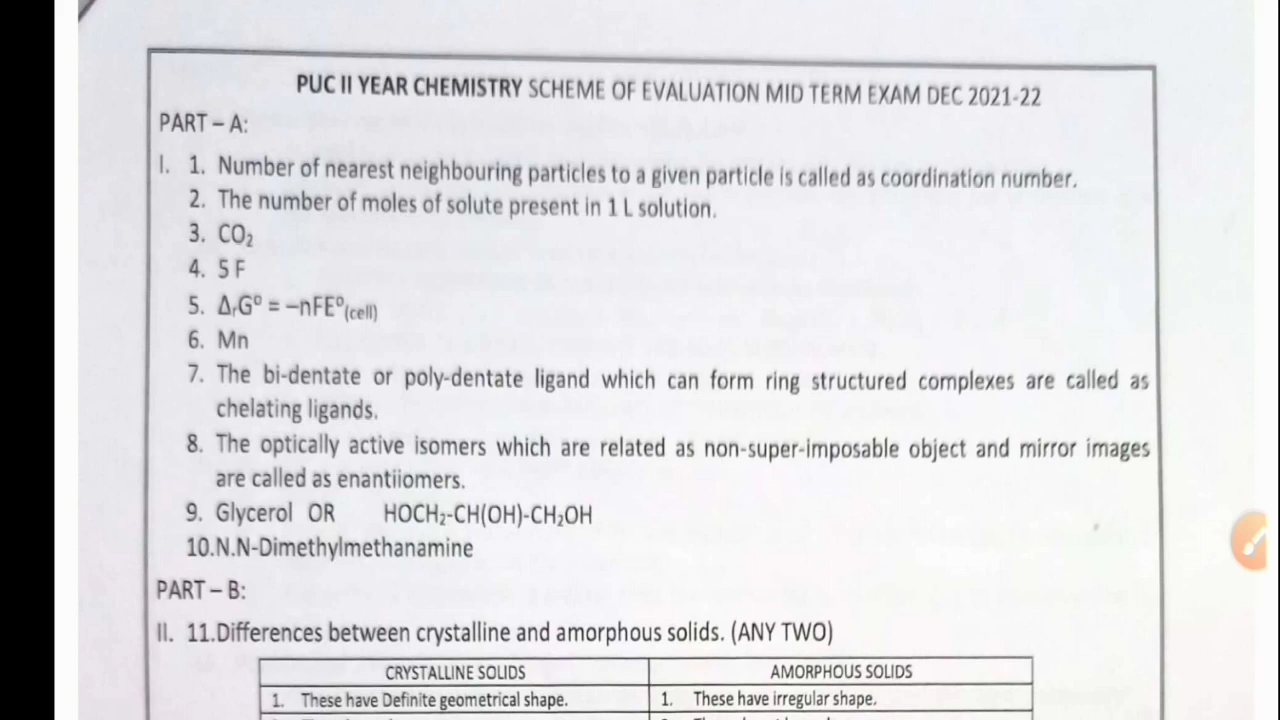 PUC II YEAR CHEMISTRY SCHEME OF EVALUATION MID TERM EXAM DEC 2021-22
PART – A:
I. 1. Number of nearest neighbouring particles to a given particle is called as coordination number.
2. The number of moles of solute present in 1 L solution.
3. CO₂
4. 5 F
5. ΔᵣG⁰ = –nFE⁰(cell)
6. Mn
7. The bi-dentate or poly-dentate ligand which can form ring structured complexes are called as
chelating ligands.
8. The optically active isomers which are related as non-super-imposable object and mirror images
are called as enantiiomers.
9. Glycerol OR HOCH₂-CH(OH)-CH₂OH
10.N.N-Dimethylmethanamine
PART – B:
II. 11.Differences between crystalline and amorphous solids. (ANY TWO)
CRYSTALLINE SOLIDS AMORPHOUS SOLIDS
1. These have Definite geometrical shape. 1. These have irregular shape.